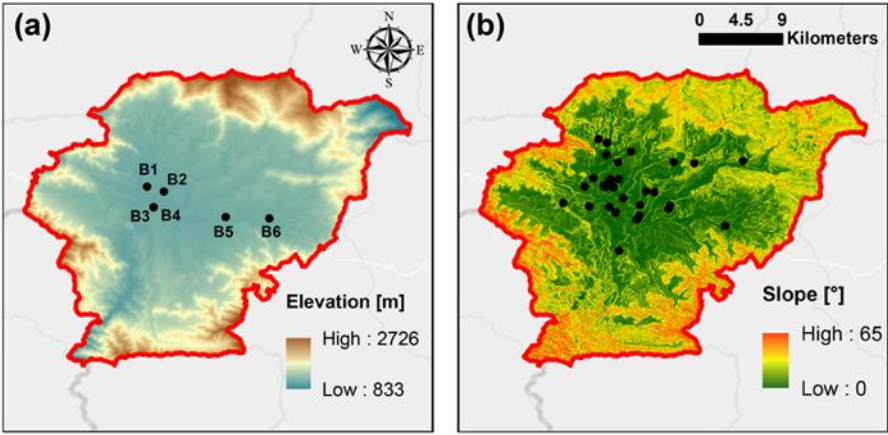 (a)
N
W E
S
B1
B2
B3 B4
B5 B6
Elevation [m]
High : 2726
Low : 833
(b)
0 4.5 9
Kilometers
Slope [°]
High : 65
Low : 0